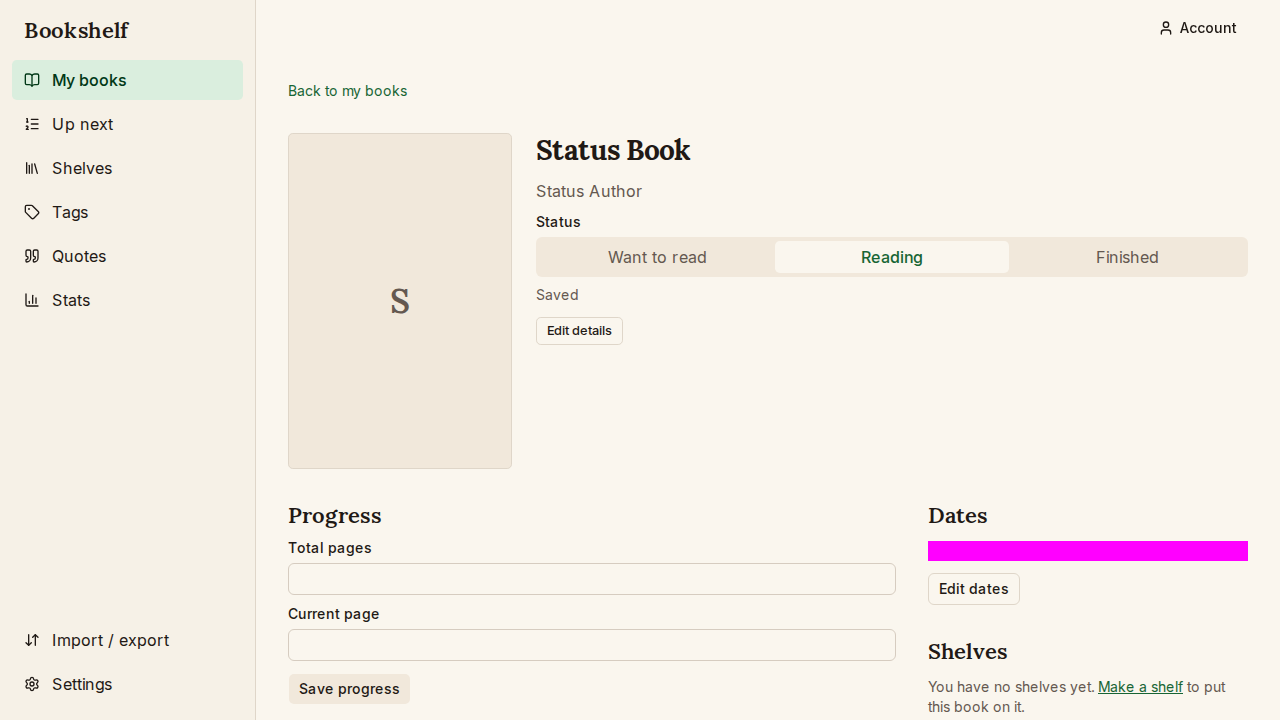 Bookshelf
My books
Up next
Shelves
Tags
Quotes
Stats
Import / export
Settings
Account
Back to my books
S
Status Book
Status Author
Status
Want to read
Reading
Finished
Saved
Edit details
Progress
Total pages
Current page
Save progress
Dates
Edit dates
Shelves
You have no shelves yet. Make a shelf to put
this book on it.